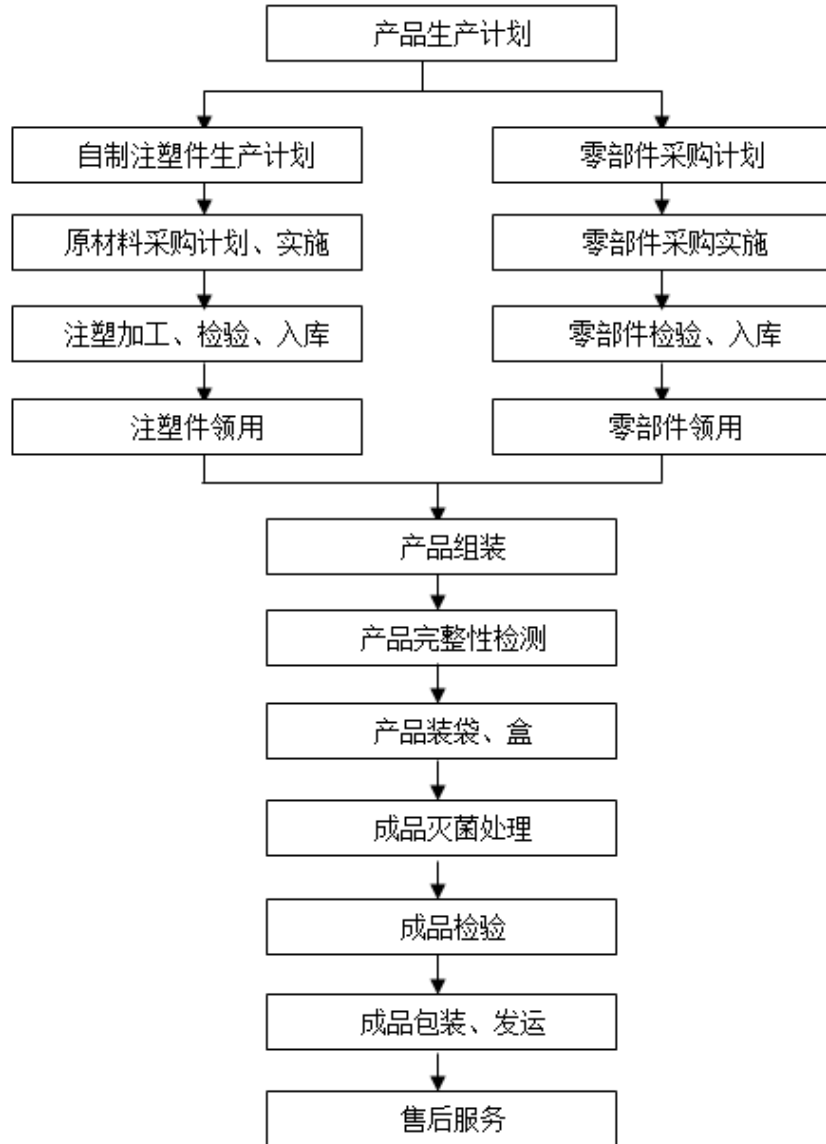 产品生产计划
自制注塑件生产计划
零部件采购计划
原材料采购计划、实施
零部件采购实施
注塑加工、检验、入库
零部件检验、入库
注塑件领用
零部件领用
产品组装
产品完整性检测
产品装袋、盒
成品灭菌处理
成品检验
成品包装、发运
售后服务